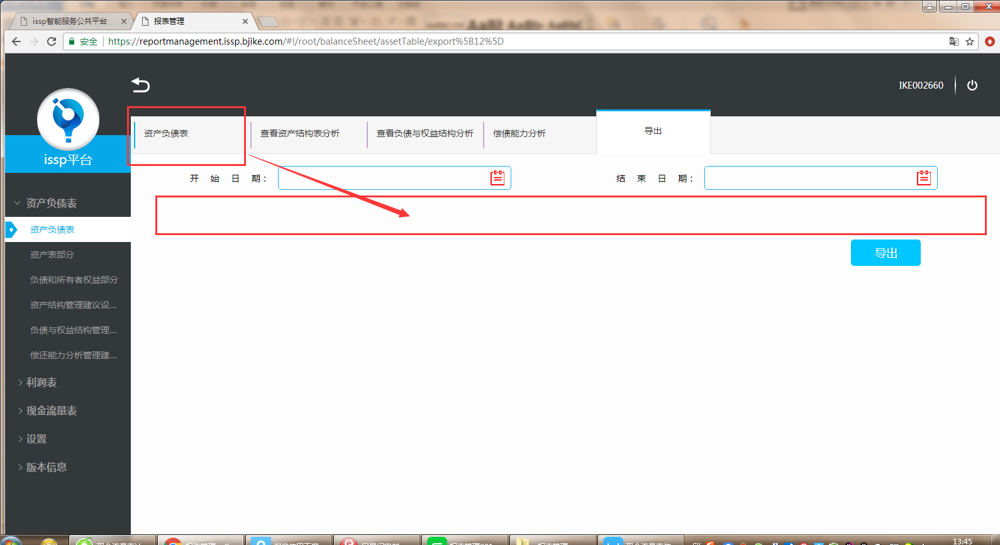 issp智能服务公共平台
报表管理
安全
https://reportmanagement.issp.bjike.com/#!/root/balanceSheet/assetTable/export%5B12%5D
IKE002660
issp平台
资产负债表
查看资产结构表分析
查看负债与权益结构分析
偿债能力分析
导出
开始日期：
结束日期：
导出
资产负债表
资产负债表
资产表部分
负债和所有者权益部分
资产结构管理建议设...
负债与权益结构管理...
偿还能力分析管理建...
利润表
现金流量表
设置
版本信息
13:45